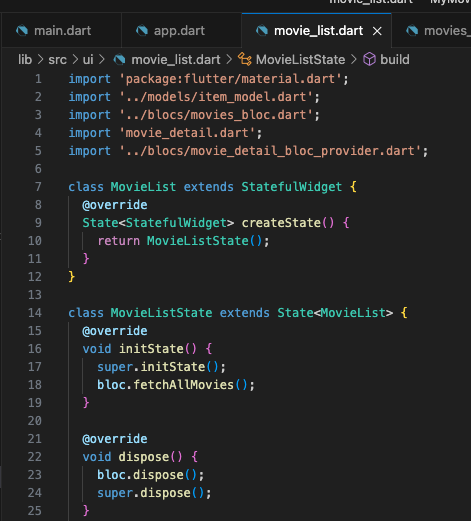 movie_list.dart
main.dart
app.dart
movie_list.dart
lib > src > ui > movie_list.dart > MovieListState > build
1 import 'package:flutter/material.dart';
2 import '../models/item_model.dart';
3 import '../blocs/movies_bloc.dart';
4 import 'movie_detail.dart';
5 import '../blocs/movie_detail_bloc_provider.dart';
6
7 class MovieList extends StatefulWidget {
8 @override
9 State<StatefulWidget> createState() {
10 return MovieListState();
11 }
12 }
13
14 class MovieListState extends State<MovieList> {
15 @override
16 void initState() {
17 super.initState();
18 bloc.fetchAllMovies();
19 }
20
21 @override
22 void dispose() {
23 bloc.dispose();
24 super.dispose();
25 }